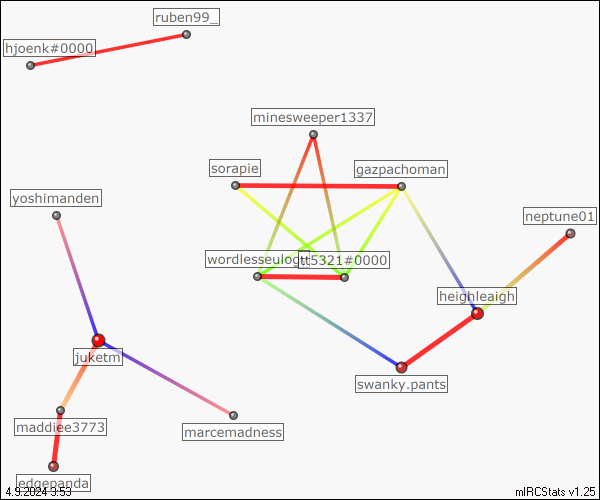 ruben99_
hjoenk#0000
minesweeper1337
sorapie
gazpachoman
yoshimanden
neptune01
tt5321#0000
heighleaigh
juketm
swanky.pants
maddiee3773
marcemadness
edgepanda
4.9.2024 3:53
mIRCStats v1.25